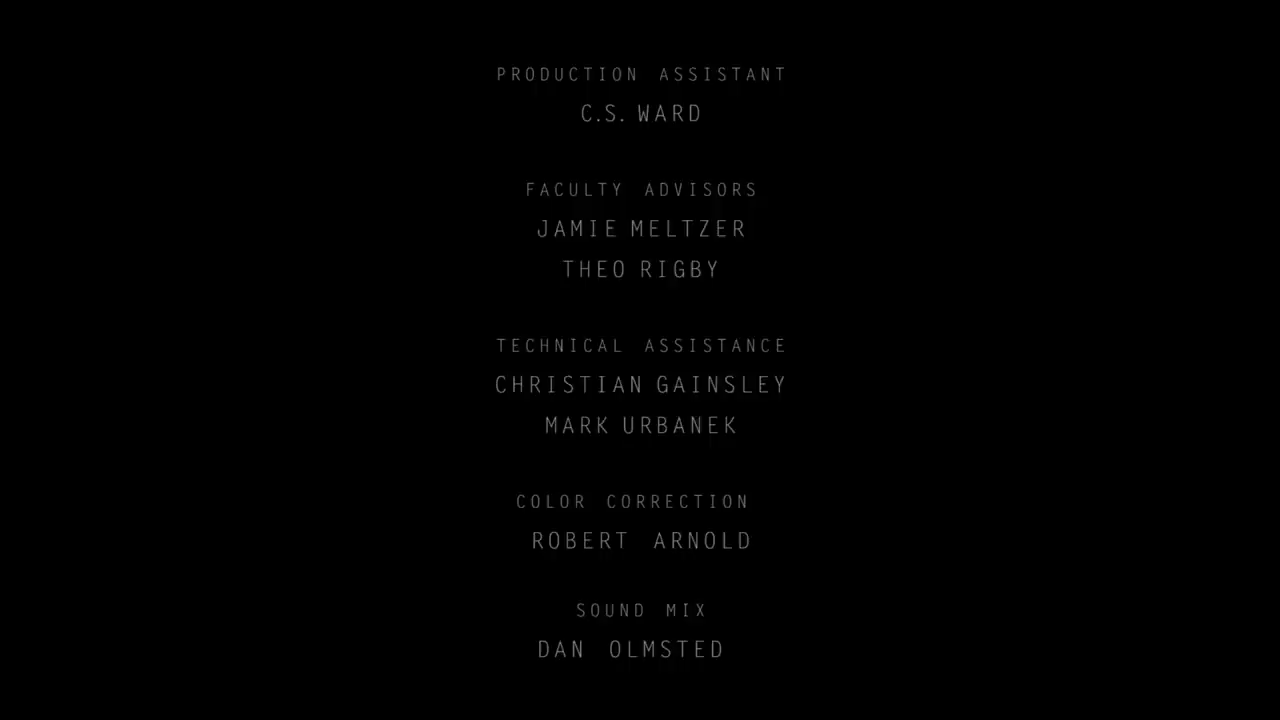 PRODUCTION ASSISTANT
C.S. WARD
FACULTY ADVISORS
JAMIE MELTZER
THEO RIGBY
TECHNICAL ASSISTANCE
CHRISTIAN GAINSLEY
MARK URBANEK
COLOR CORRECTION
ROBERT ARNOLD
SOUND MIX
DAN OLMSTED